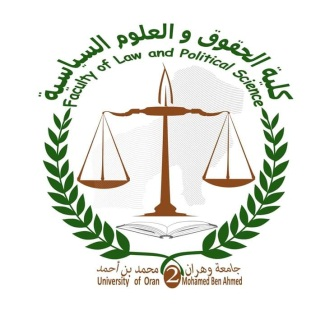 كلية الحقوق و العلوم السياسية
Faculty of Law and Political Science
جامعة وهران 2 محمد بن أحمد
University of Oran 2 Mohamed Ben Ahmed